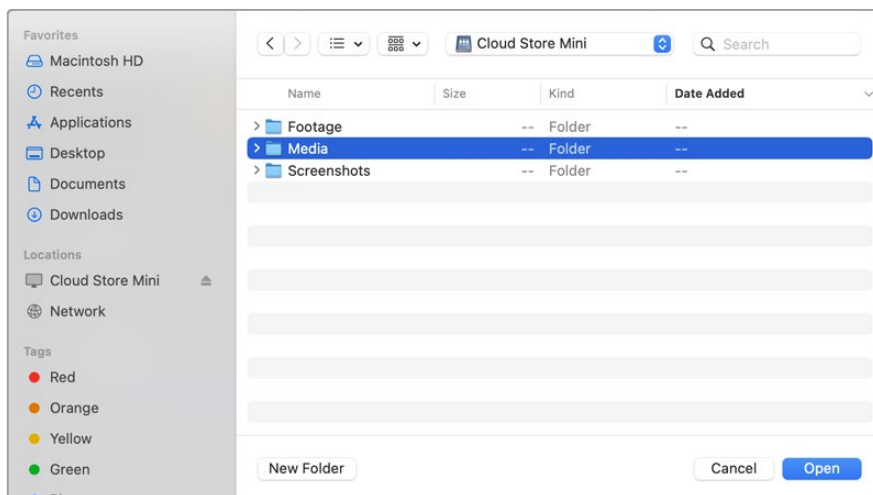 Favorites
Macintosh HD
Recents
Applications
Desktop
Documents
Downloads
Locations
Cloud Store Mini
Network
Tags
Red
Orange
Yellow
Green
Cloud Store Mini
Search
Name Size Kind Date Added
Footage -- Folder --
Media -- Folder --
Screenshots -- Folder --
New Folder Cancel Open